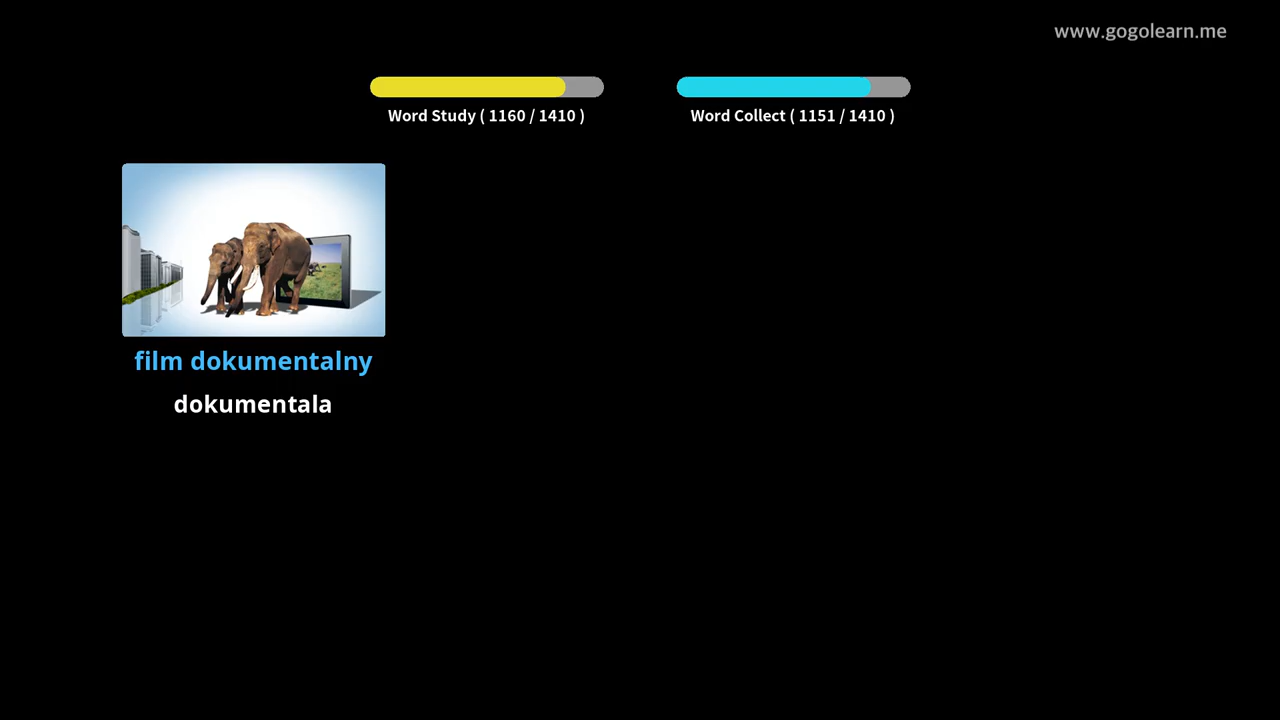 www.gogolearn.me
Word Study ( 1160 / 1410 )
Word Collect ( 1151 / 1410 )
film dokumentalny
dokumentala